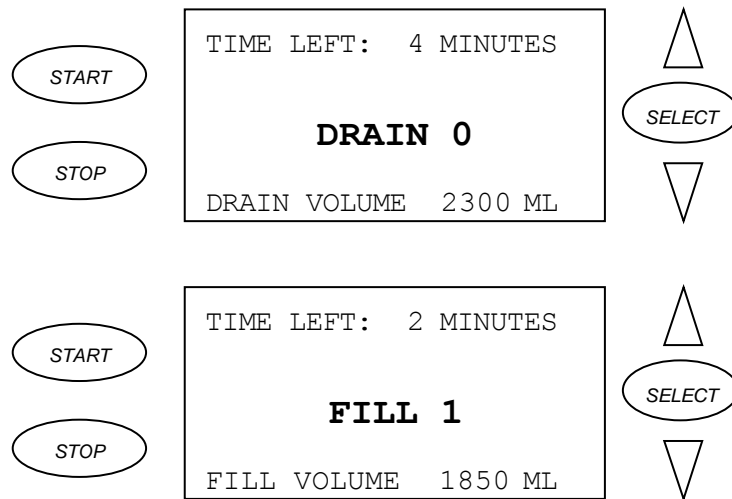 TIME LEFT: 4 MINUTES
START
SELECT
DRAIN 0
STOP
DRAIN VOLUME 2300 ML
TIME LEFT: 2 MINUTES
START
SELECT
FILL 1
STOP
FILL VOLUME 1850 ML